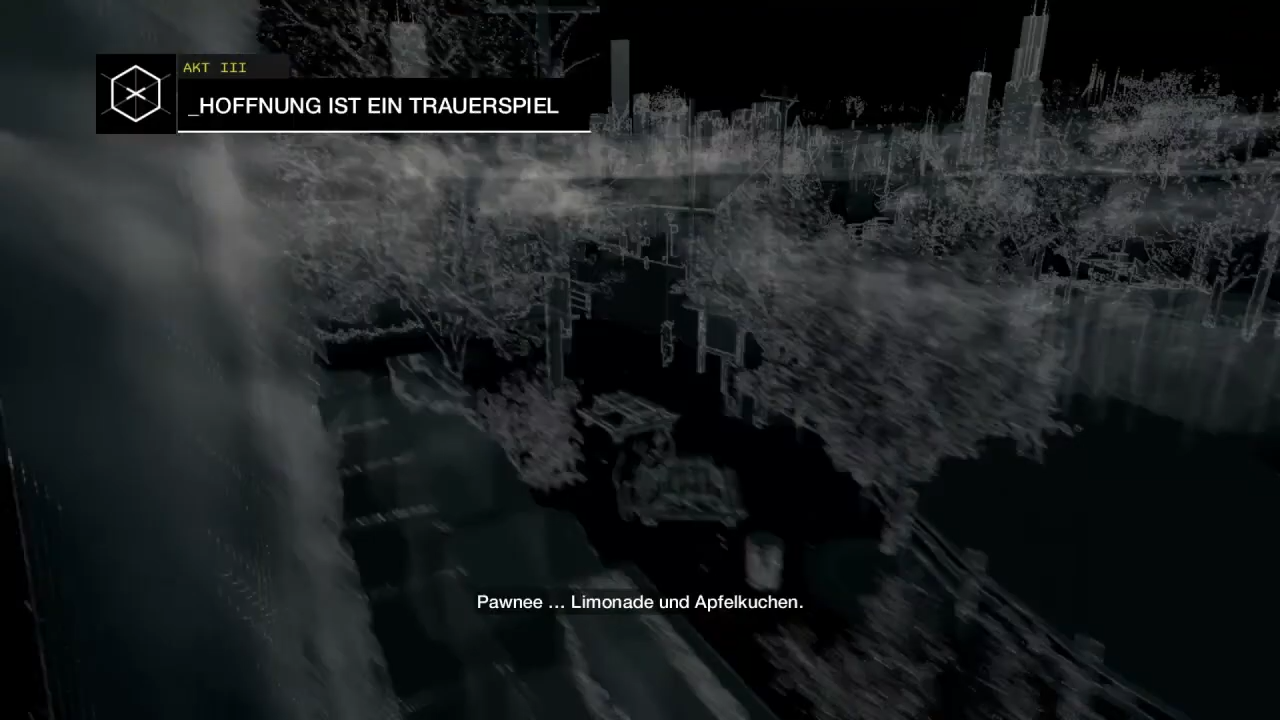 AKT III
_HOFFNUNG IST EIN TRAUERSPIEL
Pawnee ... Limonade und Apfelkuchen.